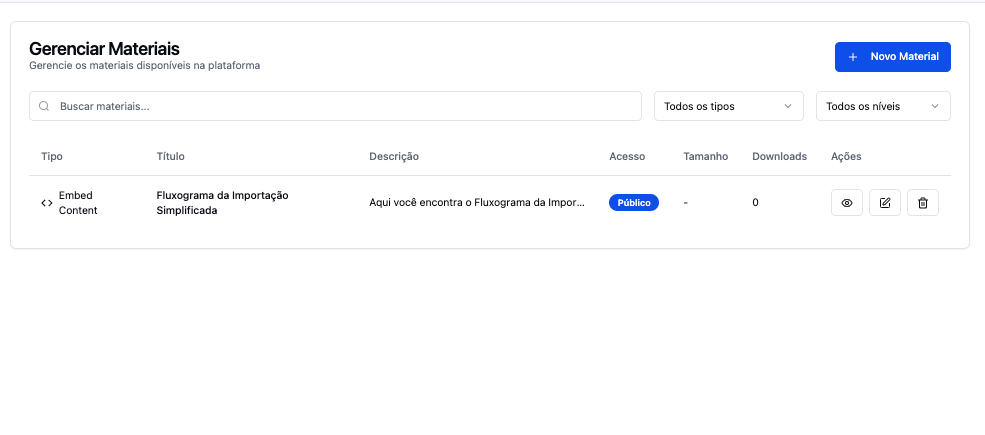 Gerenciar Materiais
Gerencie os materiais disponíveis na plataforma
Novo Material
Buscar materiais...
Todos os tipos
Todos os níveis
Tipo Título Descrição Acesso Tamanho Downloads Ações
Embed
Content
Fluxograma da Importação
Simplificada
Aqui você encontra o Fluxograma da Impor...
Público
-
0